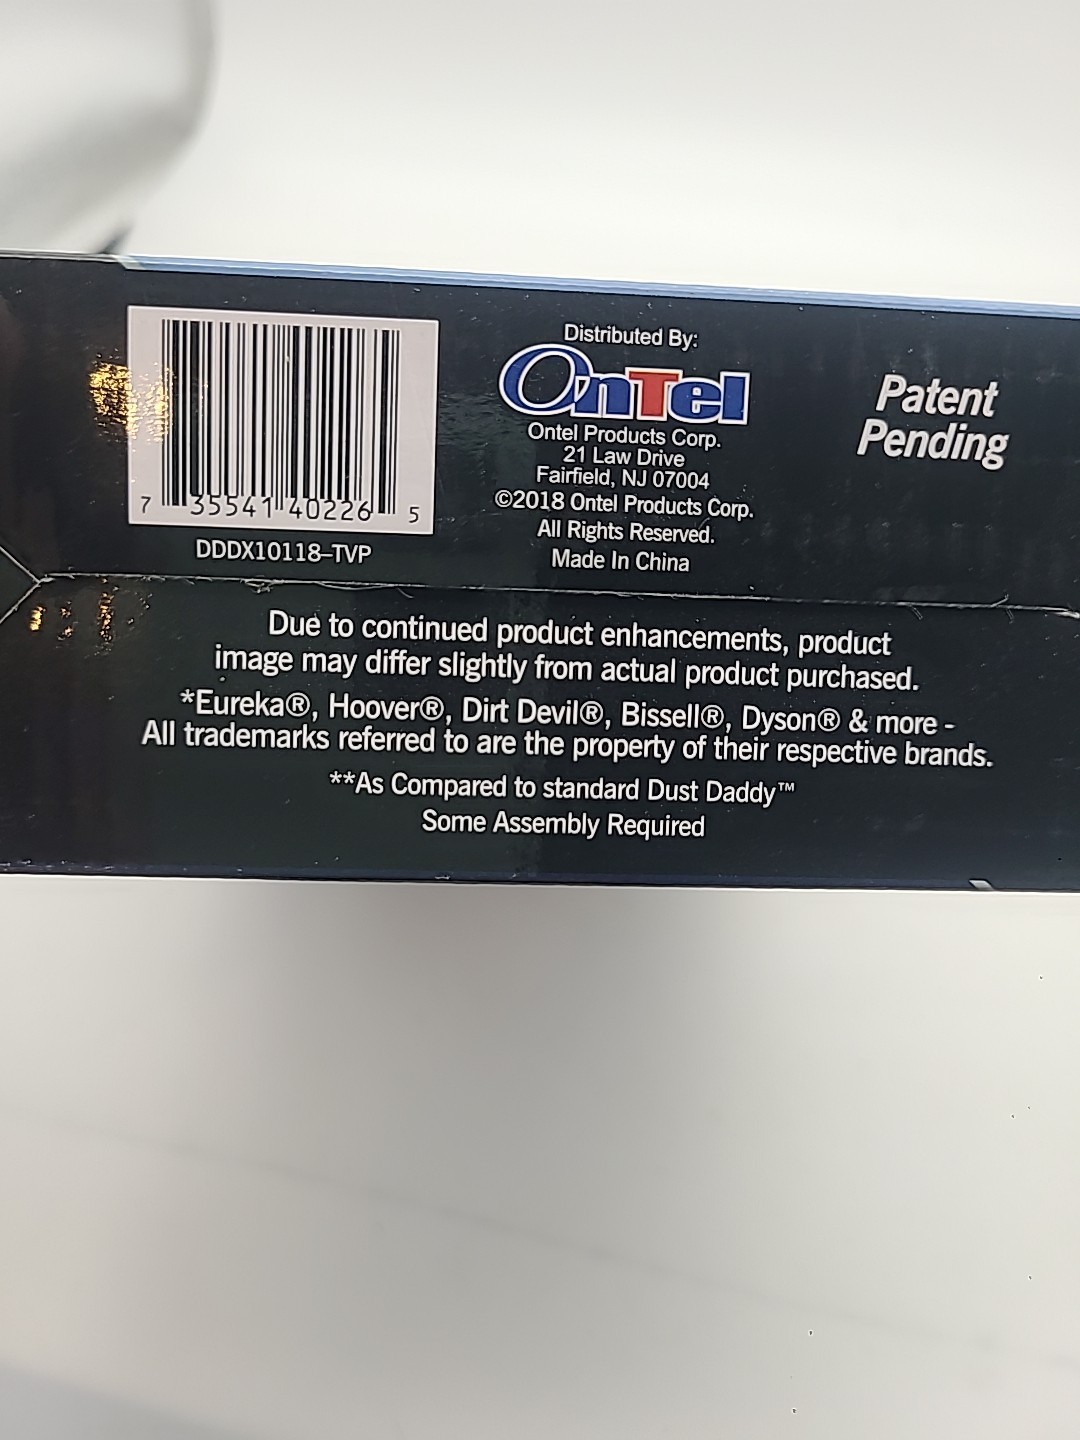 7 35541 40226 5
DDDX10118-TVP
Distributed By:
OnTel
Ontel Products Corp.
21 Law Drive
Fairfield, NJ 07004
©2018 Ontel Products Corp.
All Rights Reserved.
Made In China
Patent
Pending
Due to continued product enhancements, product
image may differ slightly from actual product purchased.
*Eureka®, Hoover®, Dirt Devil®, Bissell®, Dyson® & more -
All trademarks referred to are the property of their respective brands.
**As Compared to standard Dust Daddy™
Some Assembly Required